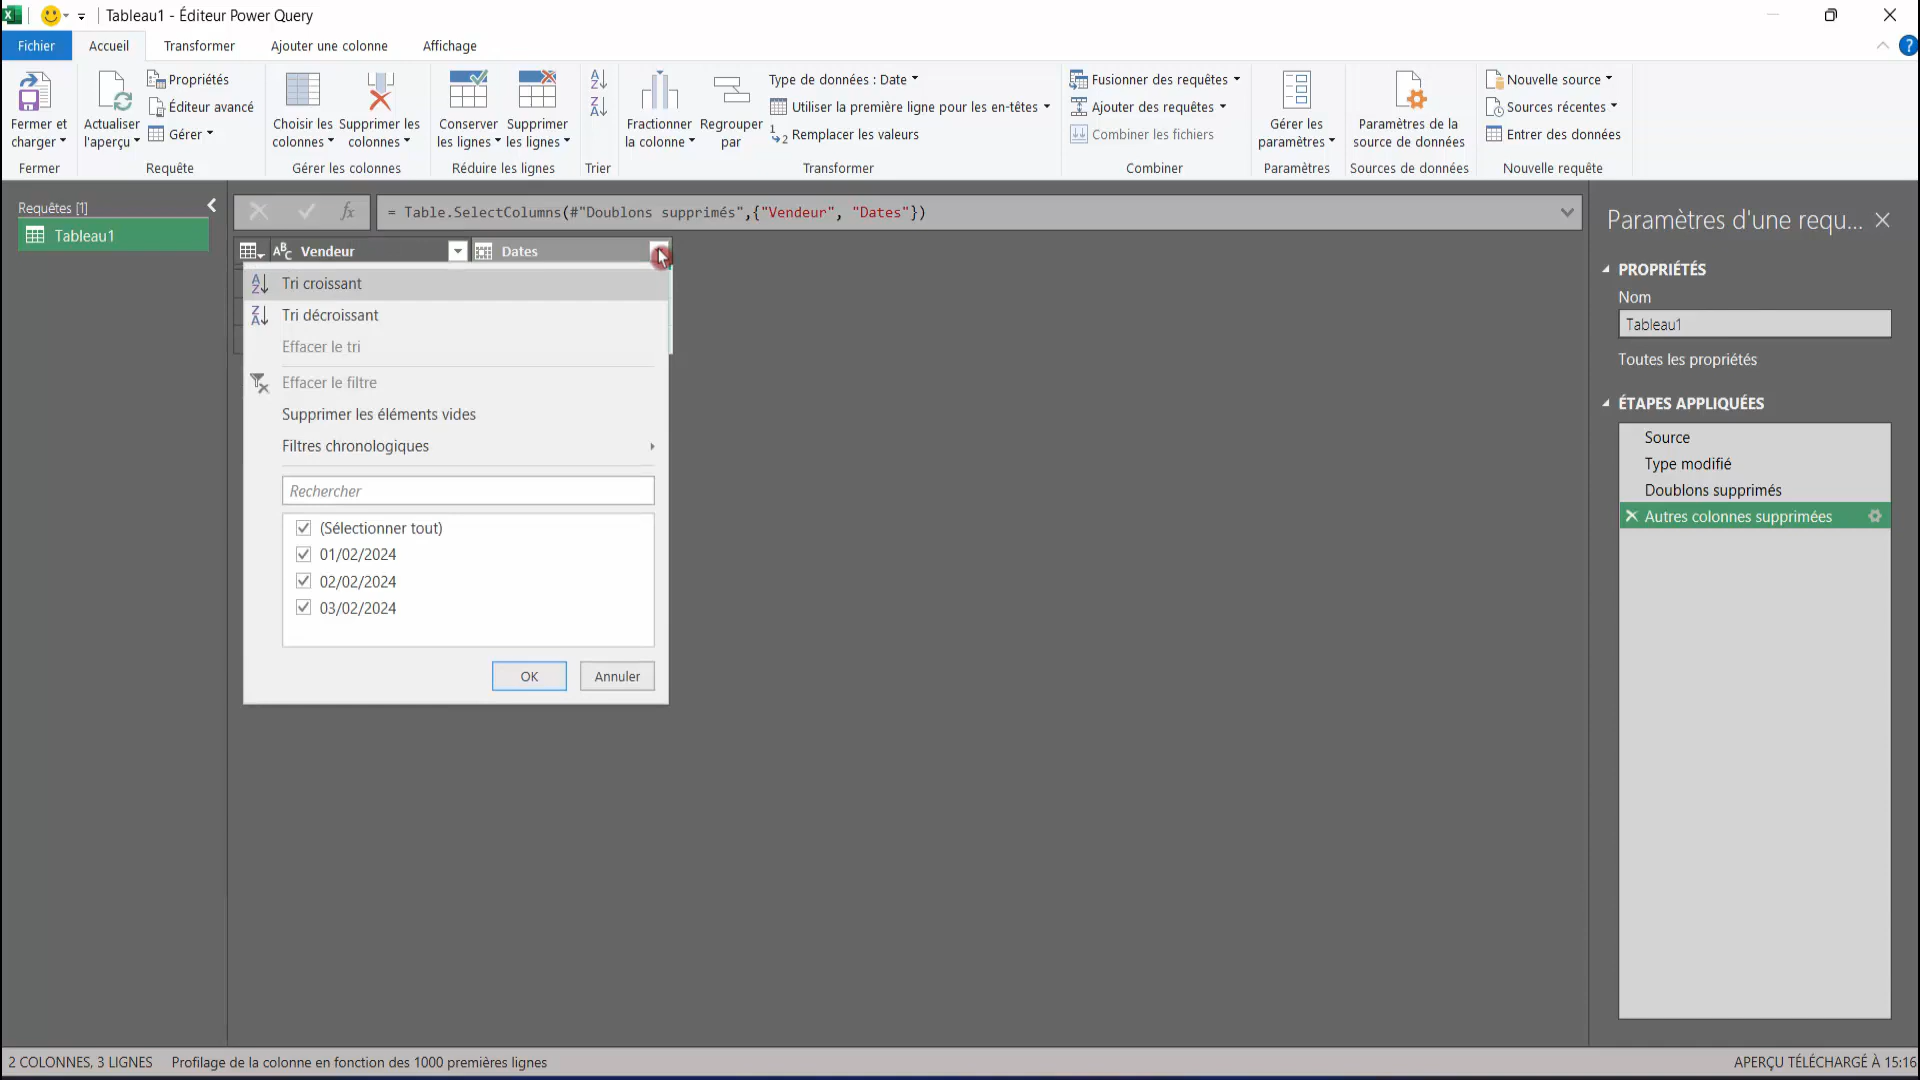 Tableau1 - Éditeur Power Query
Fichier
Accueil
Transformer
Ajouter une colonne
Affichage
?
Fermer et charger
Fermer
Actualiser l'aperçu
Propriétés
Éditeur avancé
Gérer
Requête
Choisir les colonnes
Supprimer les colonnes
Gérer les colonnes
Conserver les lignes
Supprimer les lignes
Réduire les lignes
Trier
Fractionner la colonne
Regrouper par
Type de données : Date
Utiliser la première ligne pour les en-têtes
Remplacer les valeurs
Transformer
Fusionner des requêtes
Ajouter des requêtes
Combiner les fichiers
Combiner
Gérer les paramètres
Paramètres
Paramètres de la source de données
Sources de données
Nouvelle source
Sources récentes
Entrer des données
Nouvelle requête
Requêtes [1]
Tableau1
fx
= Table.SelectColumns(#"Doublons supprimés",{"Vendeur", "Dates"})
ABC Vendeur
Dates
Tri croissant
Tri décroissant
Effacer le tri
Effacer le filtre
Supprimer les éléments vides
Filtres chronologiques
Rechercher
(Sélectionner tout)
01/02/2024
02/02/2024
03/02/2024
OK
Annuler
Paramètres d'une requ...
PROPRIÉTÉS
Nom
Tableau1
Toutes les propriétés
ÉTAPES APPLIQUÉES
Source
Type modifié
Doublons supprimés
Autres colonnes supprimées
2 COLONNES, 3 LIGNES
Profilage de la colonne en fonction des 1000 premières lignes
APERÇU TÉLÉCHARGÉ À 15:16